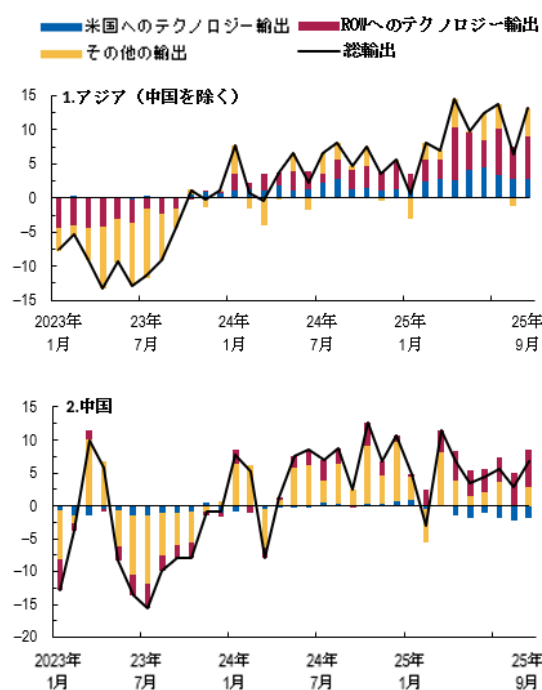 米国へのテクノロジー輸出 ROWへのテクノロジー輸出
その他の輸出 総輸出
1.アジア（中国を除く）
15
10
5
0
−5
−10
−15
2023年 23年 24年 24年 25年 25年
1月 7月 1月 7月 1月 9月
2.中国
15
10
5
0
−5
−10
−15
−20
2023年 23年 24年 24年 25年 25年
1月 7月 1月 7月 1月 9月